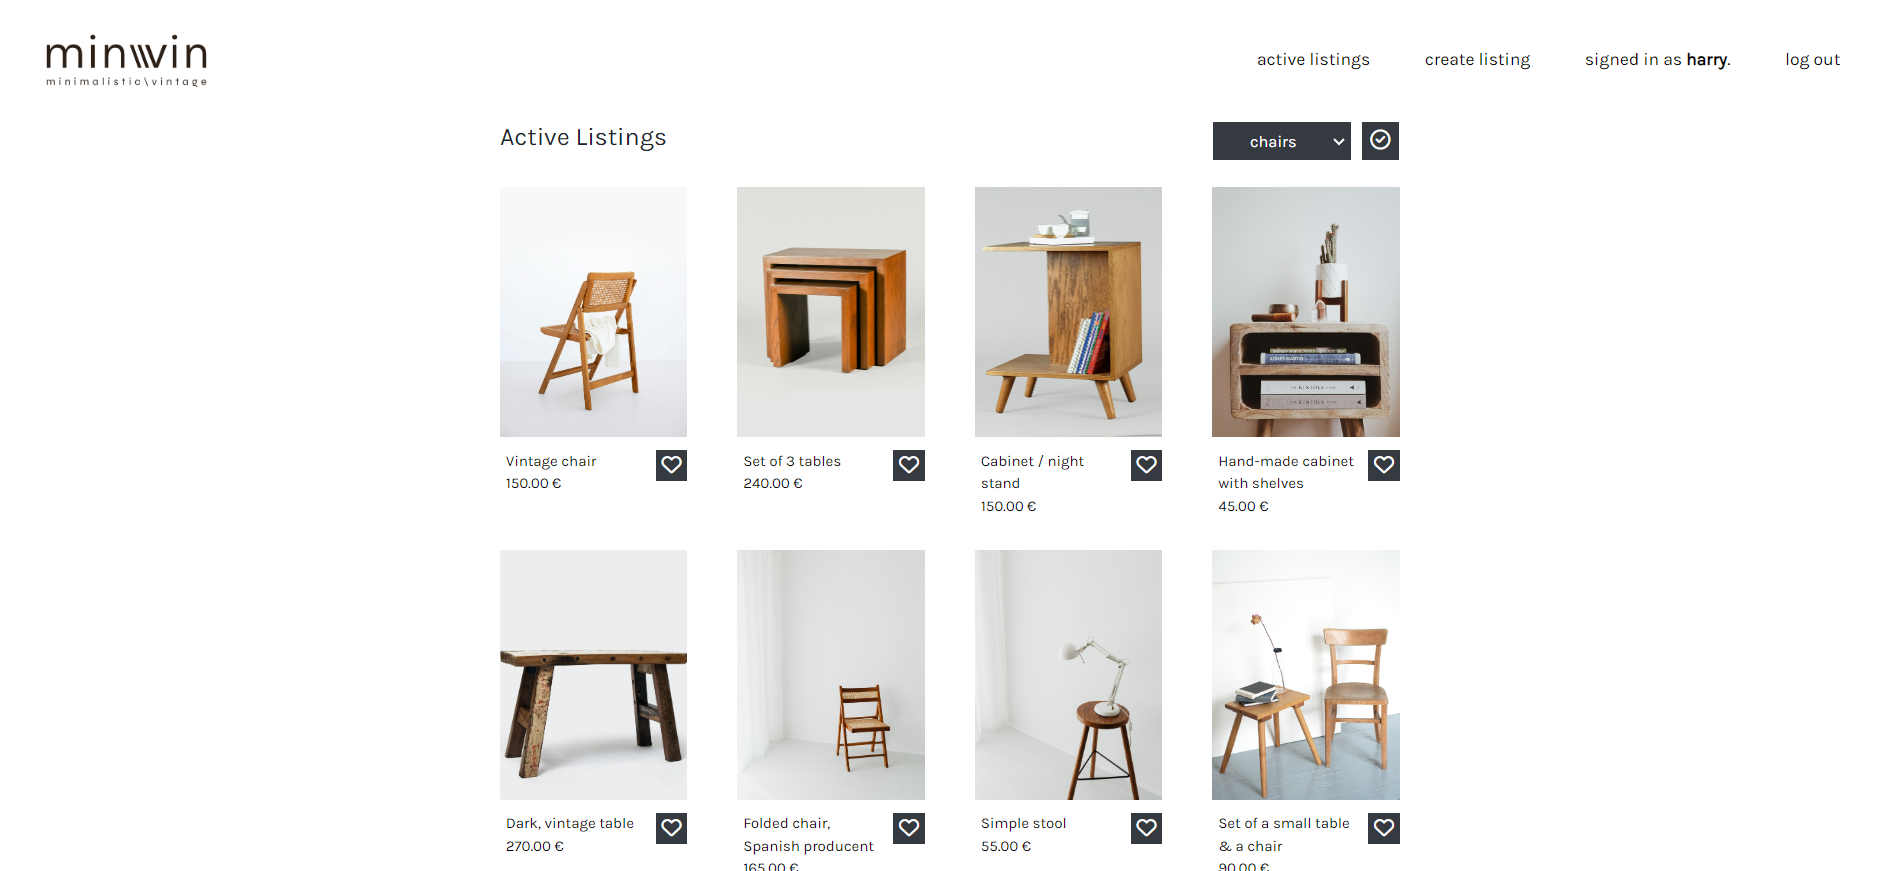 minwin
minimalistic\vintage
active listings
create listing
signed in as harry.
log out
Active Listings
chairs
Vintage chair
150.00 €
Set of 3 tables
240.00 €
Cabinet / night
stand
150.00 €
Hand-made cabinet
with shelves
45.00 €
Dark, vintage table
270.00 €
Folded chair,
Spanish producent
165.00 €
Simple stool
55.00 €
Set of a small table
& a chair
90.00 €